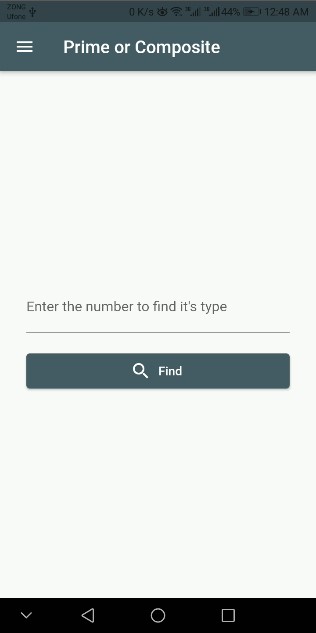 ZONG 0 K/s 44% 12:48 AM
Ufone
Prime or Composite
Enter the number to find it's type
Find